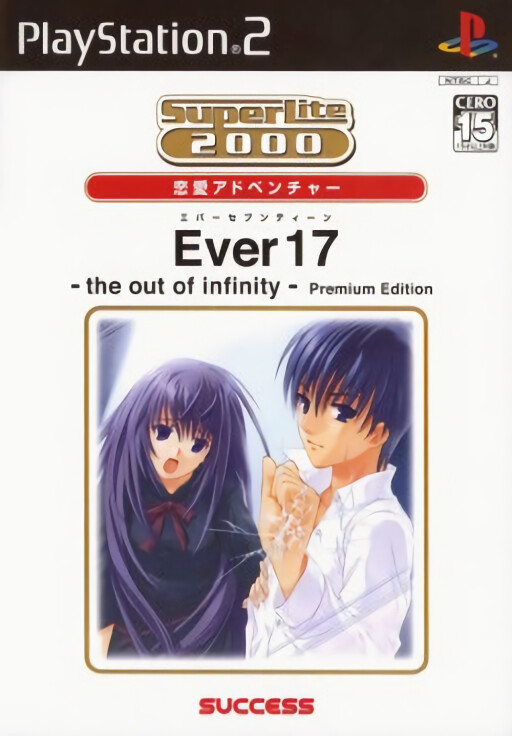 PlayStation®2
NTSC J
SuperLite
2000
CERO
15
恋愛アドベンチャー
エバーセブンティーン
Ever17
- the out of infinity - Premium Edition
SUCCESS